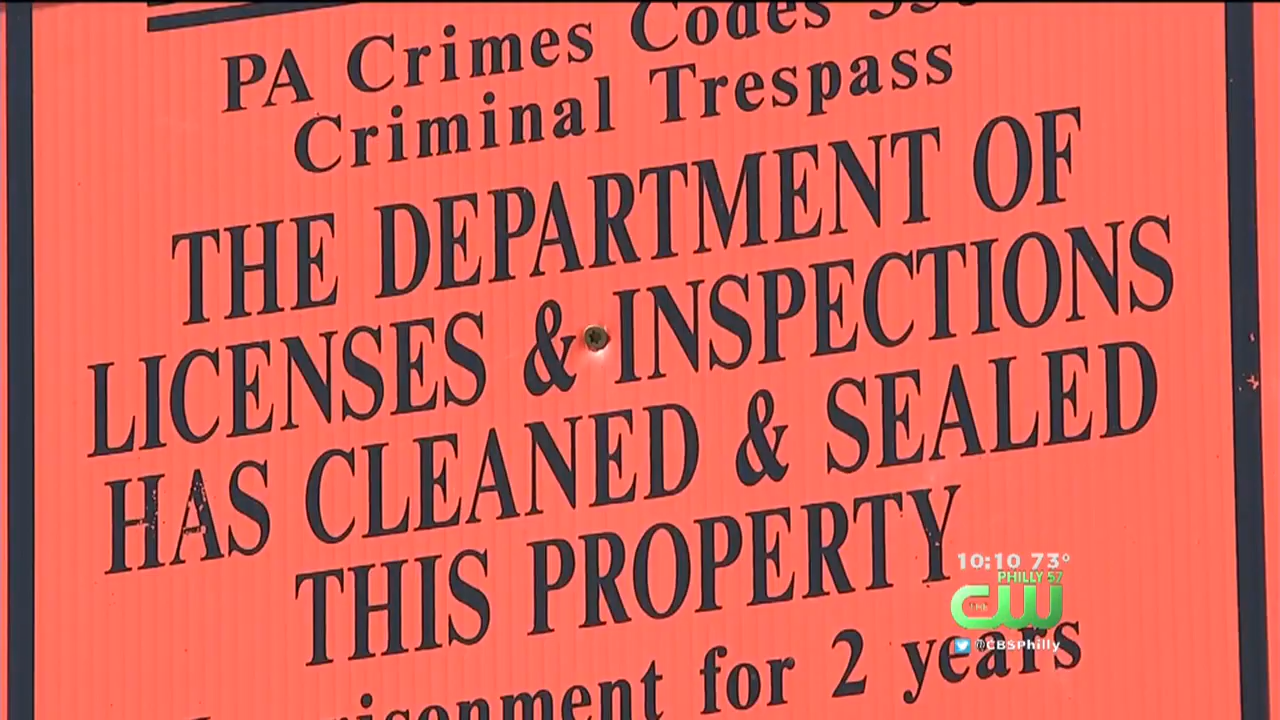 PA Crimes Codes
Criminal Trespass
THE DEPARTMENT OF
LICENSES & INSPECTIONS
HAS CLEANED & SEALED
THIS PROPERTY
for 2 years
10:10 73°
PHILLY 57
THE CW
@CBSPhilly